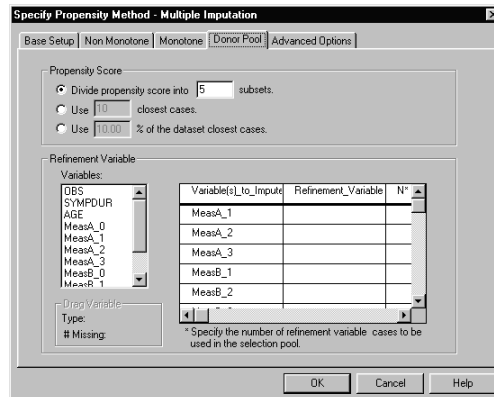 Specify Propensity Method - Multiple Imputation
Base Setup Non Monotone Monotone Donor Pool Advanced Options
Propensity Score
Divide propensity score into 5 subsets.
Use 10 closest cases.
Use 10.00 % of the dataset closest cases.
Refinement Variable
Variables:
OBS
SYMPDUR
AGE
MeasA_0
MeasA_1
MeasA_2
MeasA_3
MeasB_0
MeasB_1
Variable(s)_to_Impute Refinement_Variable N*
MeasA_1
MeasA_2
MeasA_3
MeasB_1
MeasB_2
Drag Variable
Type:
# Missing:
* Specify the number of refinement variable cases to be
used in the selection pool.
OK Cancel Help